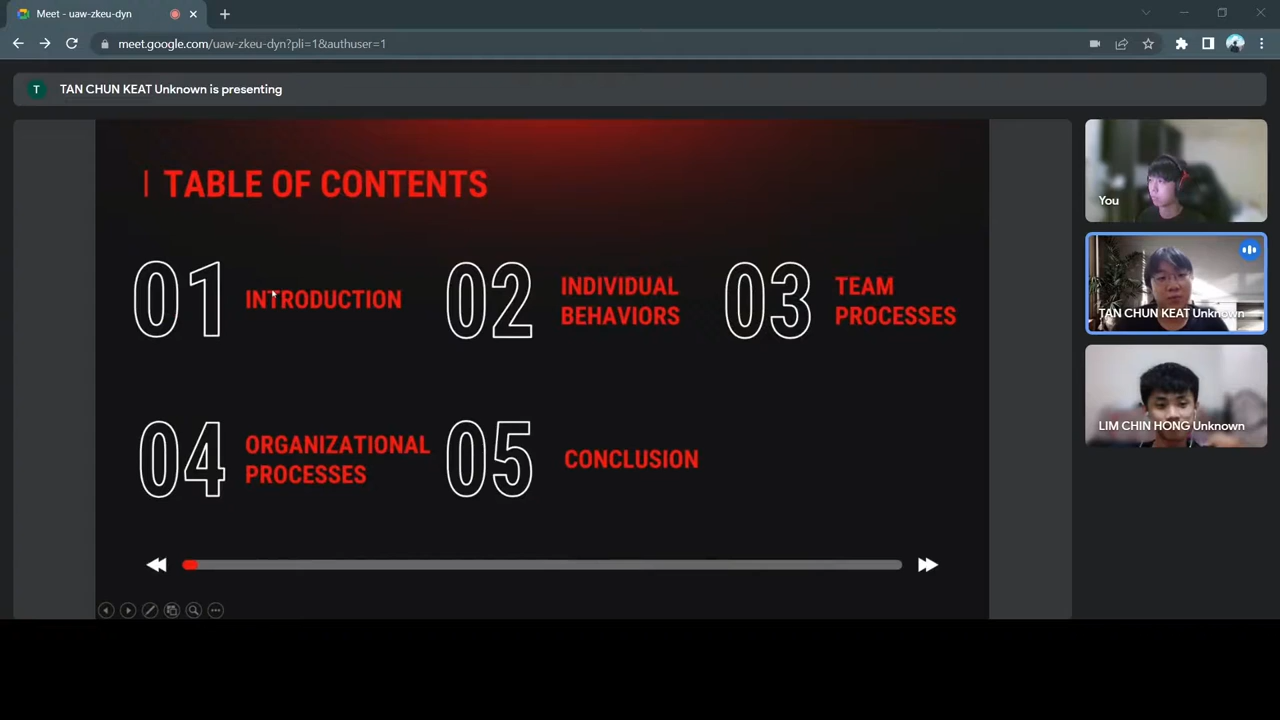 Meet - uaw-zkeu-dyn
meet.google.com/uaw-zkeu-dyn?pli=1&authuser=1
T
TAN CHUN KEAT Unknown is presenting
TABLE OF CONTENTS
01
INTRODUCTION
02
INDIVIDUAL
BEHAVIORS
03
TEAM
PROCESSES
04
ORGANIZATIONAL
PROCESSES
05
CONCLUSION
You
TAN CHUN KEAT Unknown
LIM CHIN HONG Unknown